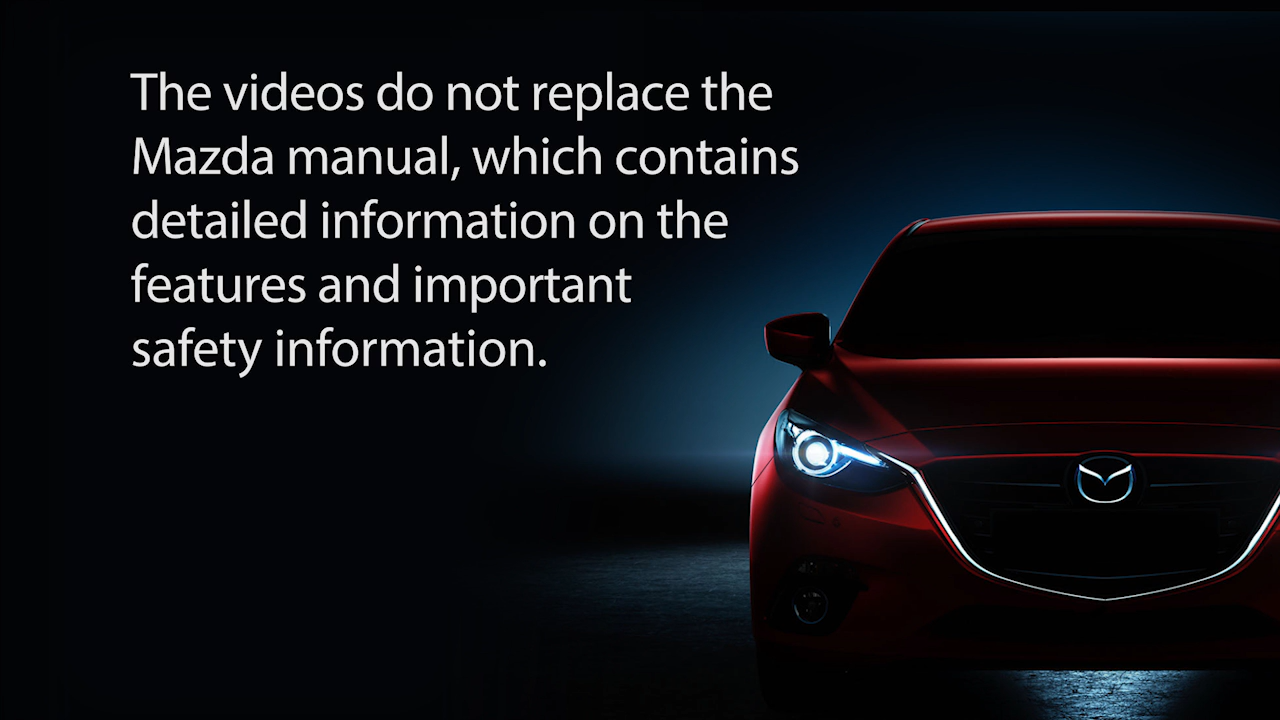 The videos do not replace the
Mazda manual, which contains
detailed information on the
features and important
safety information.